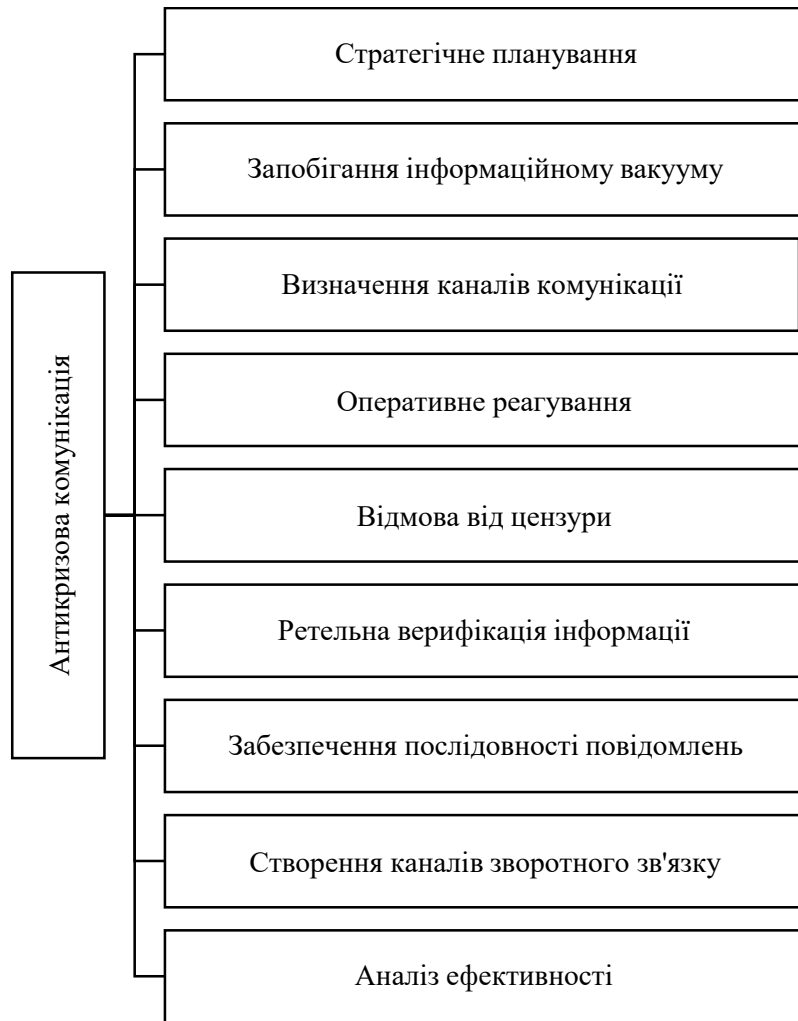 Стратегічне планування
Запобігання інформаційному вакууму
Визначення каналів комунікації
Оперативне реагування
Антикризова комунікація
Відмова від цензури
Ретельна верифікація інформації
Забезпечення послідовності повідомлень
Створення каналів зворотного зв'язку
Аналіз ефективності